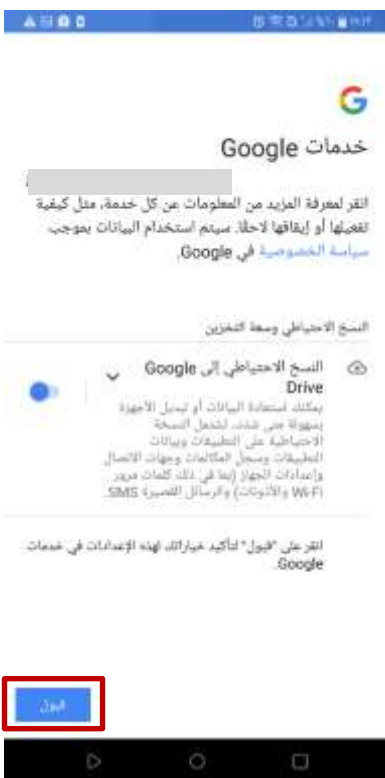 خدمات Google
انقر لمعرفة المزيد من المعلومات عن كل خدمة، مثل كيفية
تفعيلها أو إيقافها لاحقًا. سيتم استخدام البيانات بموجب
سياسة الخصوصية في Google.
النسخ الاحتياطي وسعة التخزين
النسخ الاحتياطي إلى Google
Drive
يمكنك استعادة البيانات أو تبديل الأجهزة
بسهولة متى شئت. تشمل النسخة
الاحتياطية على التطبيقات وبيانات
التطبيقات وسجل المكالمات وجهات الاتصال
وإعدادات الجهاز (بما في ذلك كلمات مرور
Wi-Fi والأذونات) والرسائل القصيرة SMS.
انقر على "قبول" لتأكيد خياراتك لهذه الإعدادات في خدمات
Google.
قبول